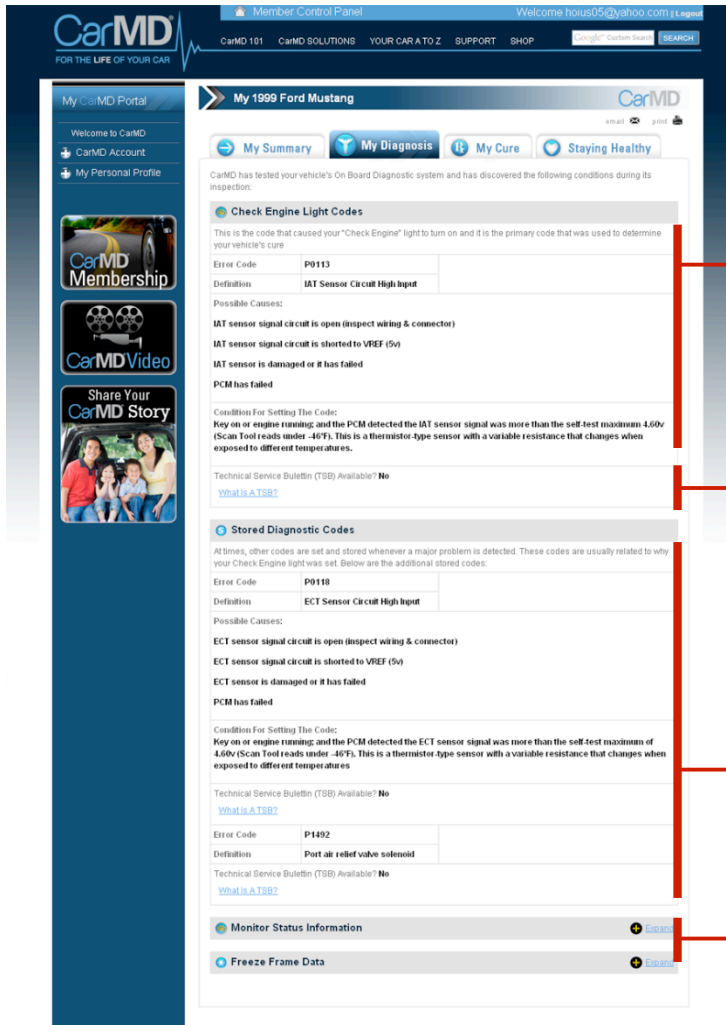 Member Control Panel
Welcome hoius05@yahoo.com || Logout
CarMD®
FOR THE LIFE OF YOUR CAR
CarMD 101 CarMD SOLUTIONS YOUR CAR A TO Z SUPPORT SHOP
Google™ Custom Search SEARCH
My CarMD Portal
Welcome to CarMD
CarMD Account
My Personal Profile
CarMD® Membership
CarMD® Video
Share Your
CarMD® Story
My 1999 Ford Mustang
CarMD®
email print
My Summary My Diagnosis My Cure Staying Healthy
CarMD has tested your vehicle's On Board Diagnostic system and has discovered the following conditions during its
inspection:
Check Engine Light Codes
This is the code that caused your "Check Engine" light to turn on and it is the primary code that was used to determine
your vehicle's cure
Error Code P0113
Definition IAT Sensor Circuit High Input
Possible Causes:
IAT sensor signal circuit is open (inspect wiring & connector)
IAT sensor signal circuit is shorted to VREF (5v)
IAT sensor is damaged or it has failed
PCM has failed
Condition For Setting The Code:
Key on or engine running; and the PCM detected the IAT sensor signal was more than the self-test maximum 4.60v
(Scan Tool reads under -46°F). This is a thermistor-type sensor with a variable resistance that changes when
exposed to different temperatures.
Technical Service Bulettin (TSB) Available? No
What is A TSB?
Stored Diagnostic Codes
At times, other codes are set and stored whenever a major problem is detected. These codes are usually related to why
your Check Engine light was set. Below are the additional stored codes:
Error Code P0118
Definition ECT Sensor Circuit High Input
Possible Causes:
ECT sensor signal circuit is open (inspect wiring & connector)
ECT sensor signal circuit is shorted to VREF (5v)
ECT sensor is damaged or it has failed
PCM has failed
Condition For Setting The Code:
Key on or engine running; and the PCM detected the ECT sensor signal was more than the self-test maximum of
4.60v (Scan Tool reads under -46°F). This is a thermistor-type sensor with a variable resistance that changes when
exposed to different temperatures
Technical Service Bulettin (TSB) Available? No
What is A TSB?
Error Code P1492
Definition Port air relief valve solenoid
Technical Service Bulettin (TSB) Available? No
What is A TSB?
Monitor Status Information Expand
Freeze Frame Data Expand